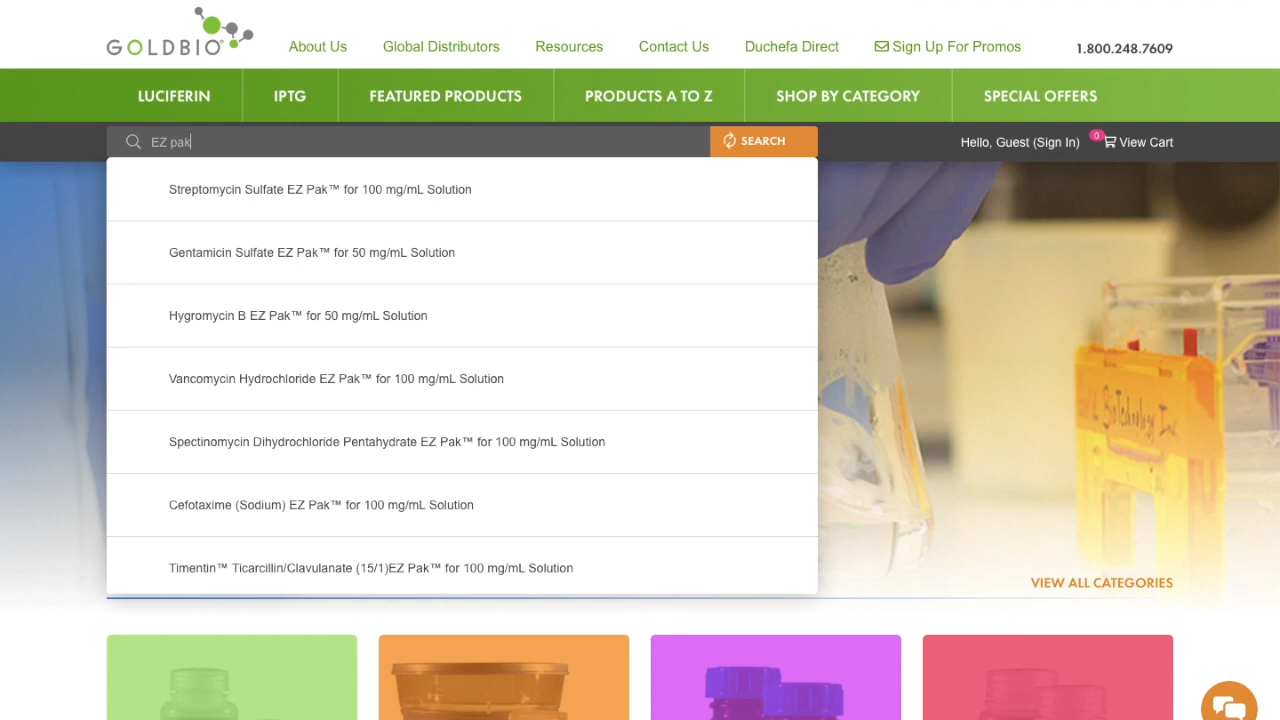 GOLDBIO®
About Us
Global Distributors
Resources
Contact Us
Duchefa Direct
Sign Up For Promos
1.800.248.7609
LUCIFERIN
IPTG
FEATURED PRODUCTS
PRODUCTS A TO Z
SHOP BY CATEGORY
SPECIAL OFFERS
EZ pak
SEARCH
Hello, Guest (Sign In)
0
View Cart
Streptomycin Sulfate EZ Pak™ for 100 mg/mL Solution
Gentamicin Sulfate EZ Pak™ for 50 mg/mL Solution
Hygromycin B EZ Pak™ for 50 mg/mL Solution
Vancomycin Hydrochloride EZ Pak™ for 100 mg/mL Solution
Spectinomycin Dihydrochloride Pentahydrate EZ Pak™ for 100 mg/mL Solution
Cefotaxime (Sodium) EZ Pak™ for 100 mg/mL Solution
Timentin™ Ticarcillin/Clavulanate (15/1)EZ Pak™ for 100 mg/mL Solution
BioTechnology
VIEW ALL CATEGORIES